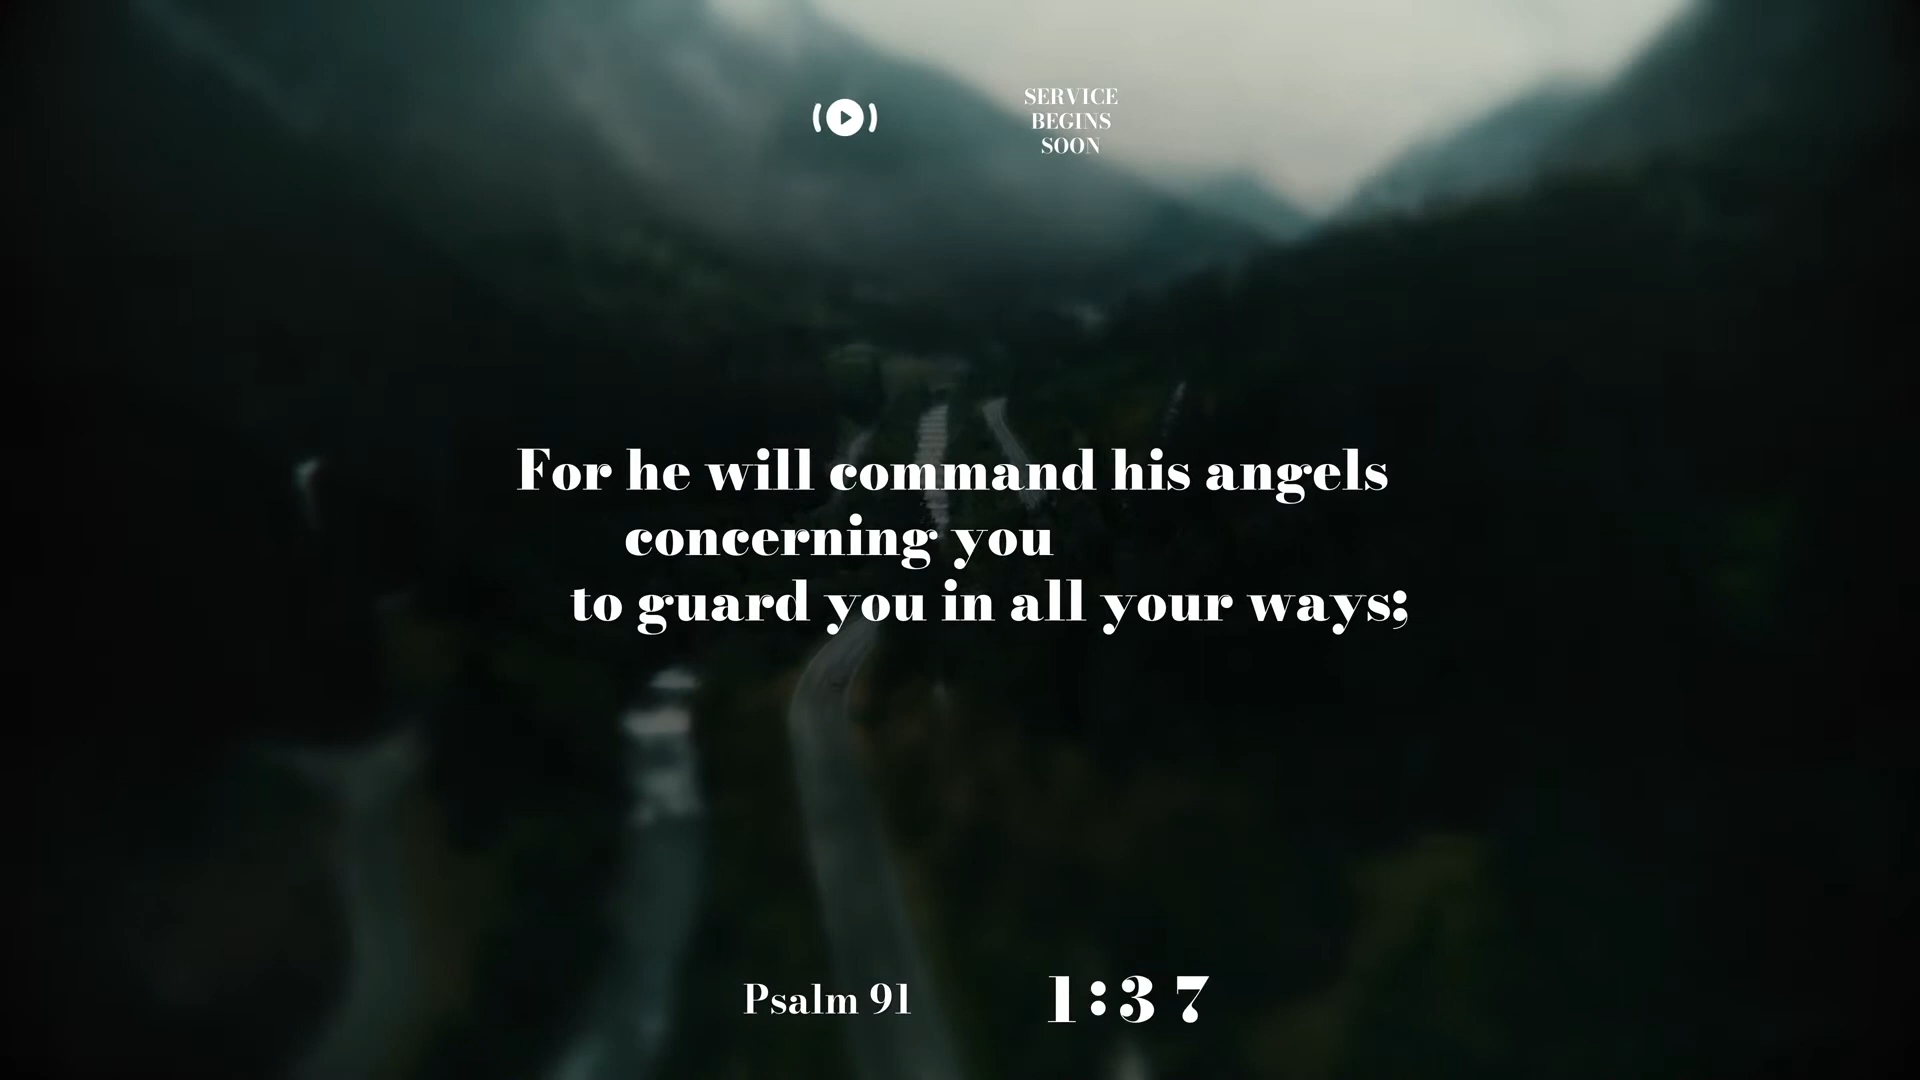 SERVICE
BEGINS
SOON
For he will command his angels
concerning you
to guard you in all your ways;
Psalm 91
1:37